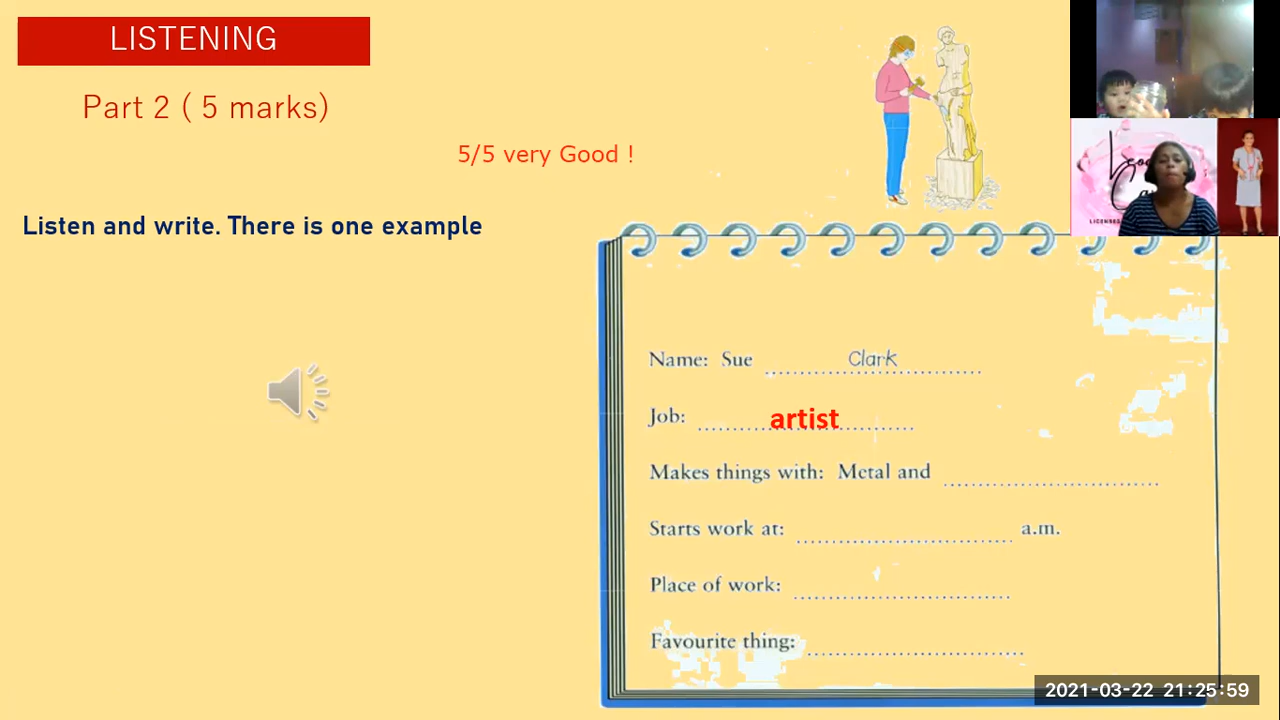 LISTENING
Part 2 ( 5 marks)
5/5 very Good !
Listen and write. There is one example
Name: Sue Clark
Job: artist
Makes things with: Metal and
Starts work at: a.m.
Place of work:
Favourite thing:
2021-03-22 21:25:59